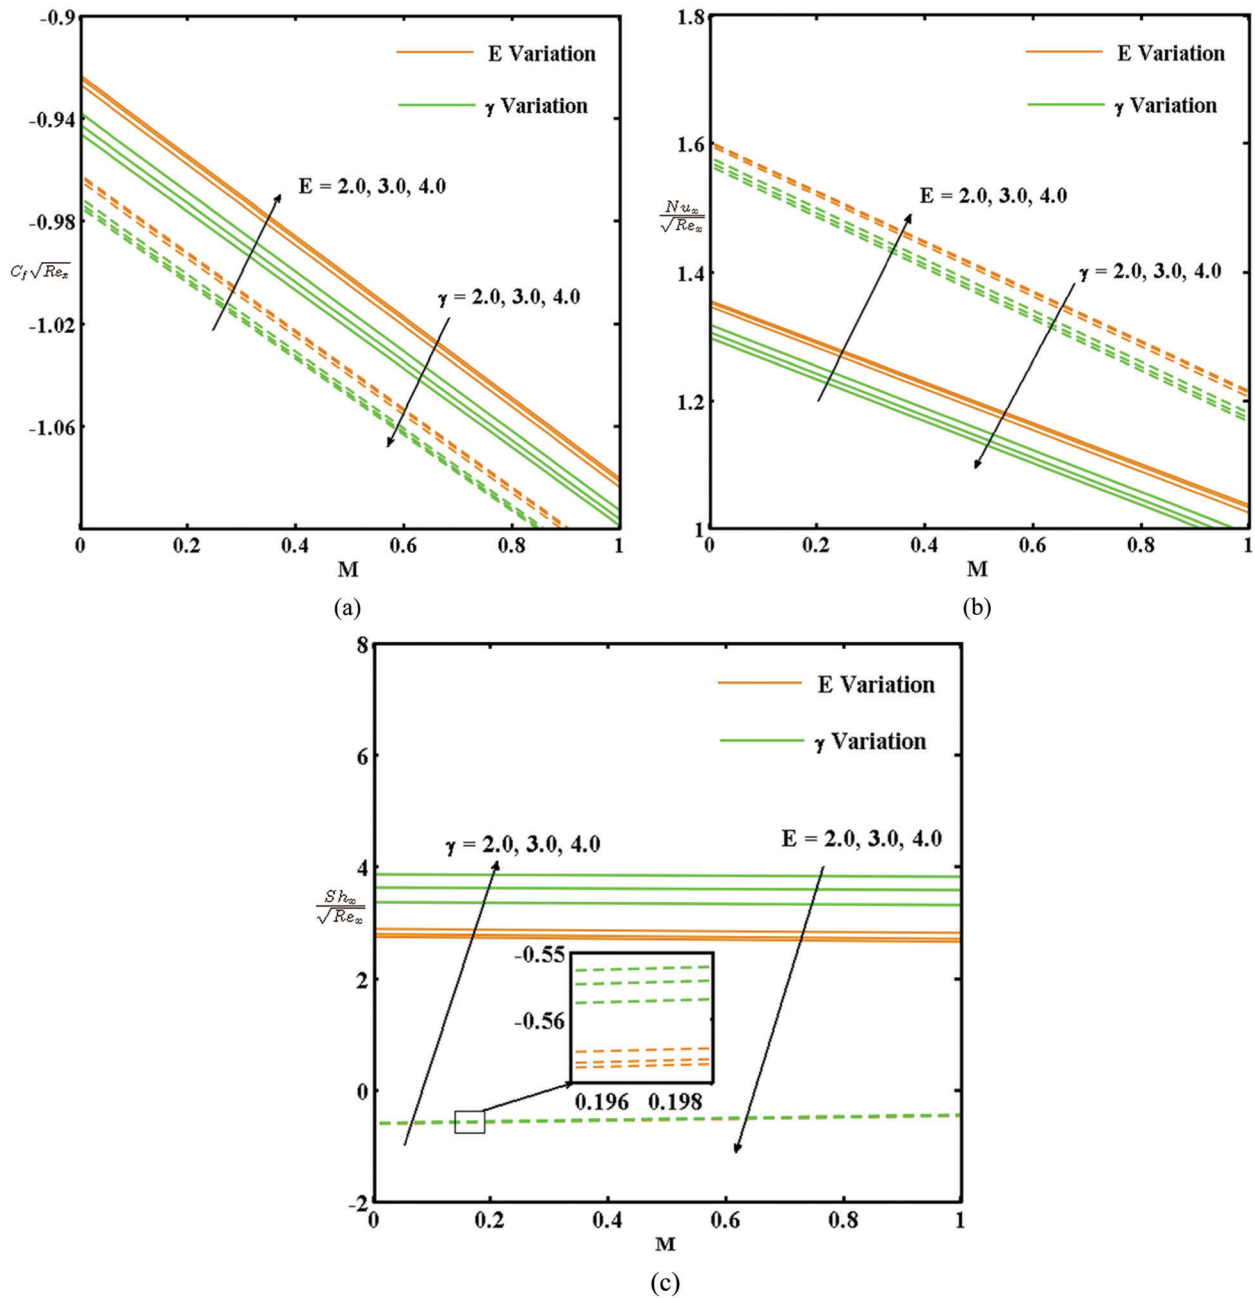 -0.9
-0.94
-0.98
-1.02
-1.06
C_f√Re_x
E Variation
γ Variation
E = 2.0, 3.0, 4.0
γ = 2.0, 3.0, 4.0
0 0.2 0.4 0.6 0.8 1
M
(a)
1.8
1.6
1.4
1.2
1
Nu_x/√Re_x
E Variation
γ Variation
E = 2.0, 3.0, 4.0
γ = 2.0, 3.0, 4.0
0 0.2 0.4 0.6 0.8 1
M
(b)
8
6
4
2
0
-2
Sh_x/√Re_x
E Variation
γ Variation
γ = 2.0, 3.0, 4.0
E = 2.0, 3.0, 4.0
-0.55
-0.56
0.196 0.198
0 0.2 0.4 0.6 0.8 1
M
(c)